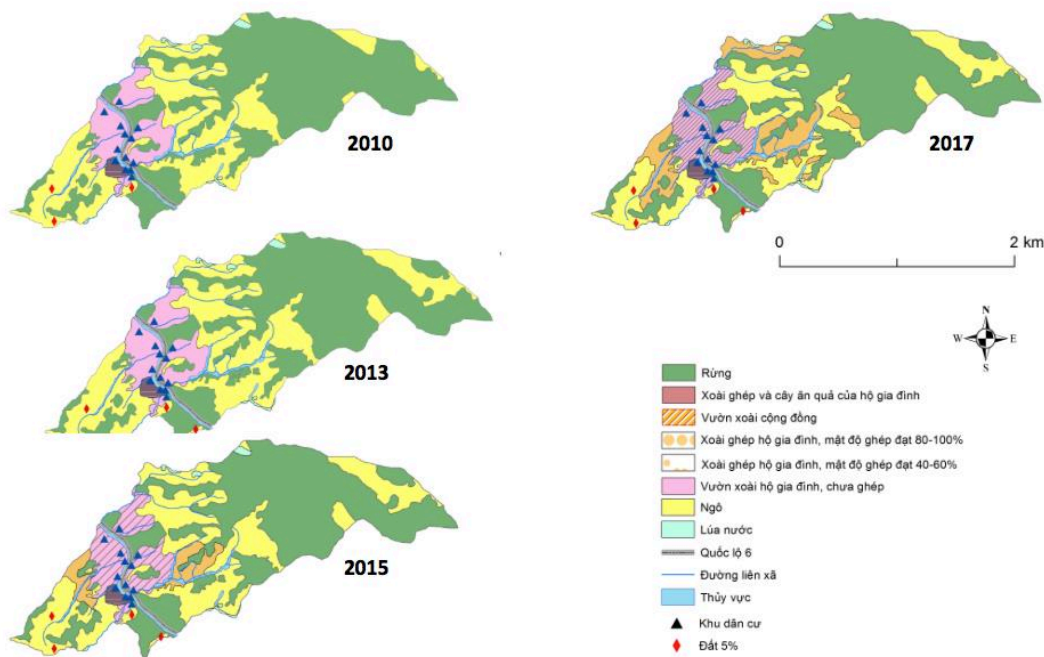 2010
2017
0
2 km
2013
N
W
E
S
Rừng
Xoài ghép và cây ăn quả của hộ gia đình
Vườn xoài cộng đồng
Xoài ghép hộ gia đình, mật độ ghép đạt 80-100%
Xoài ghép hộ gia đình, mật độ ghép đạt 40-60%
Vườn xoài hộ gia đình, chưa ghép
Ngô
Lúa nước
Quốc lộ 6
Đường liên xã
Thủy vực
Khu dân cư
Đất 5%
2015